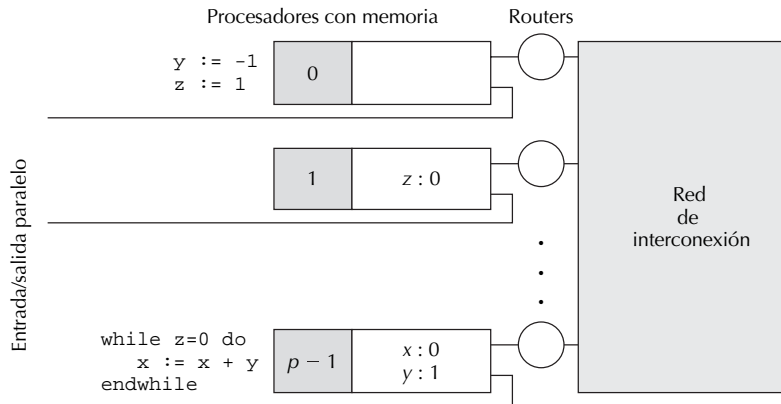 Procesadores con memoria
Routers
y := -1
z := 1
0
Entrada/salida paralelo
1
z : 0
Red
de
interconexión
while z=0 do
x := x + y
endwhile
p − 1
x : 0
y : 1